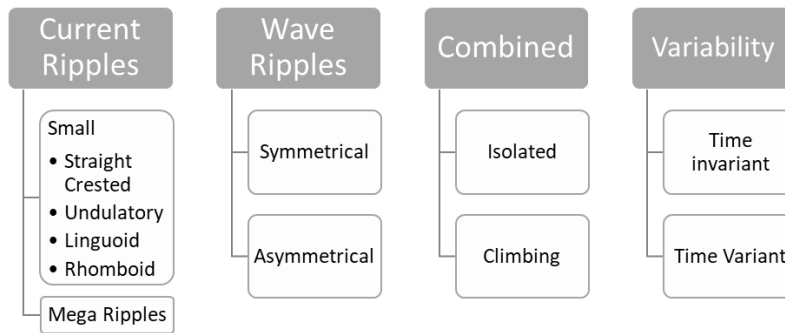 Current
Ripples
Small
• Straight
Crested
• Undulatory
• Linguoid
• Rhomboid
Mega Ripples
Wave
Ripples
Symmetrical
Asymmetrical
Combined
Isolated
Climbing
Variability
Time
invariant
Time Variant